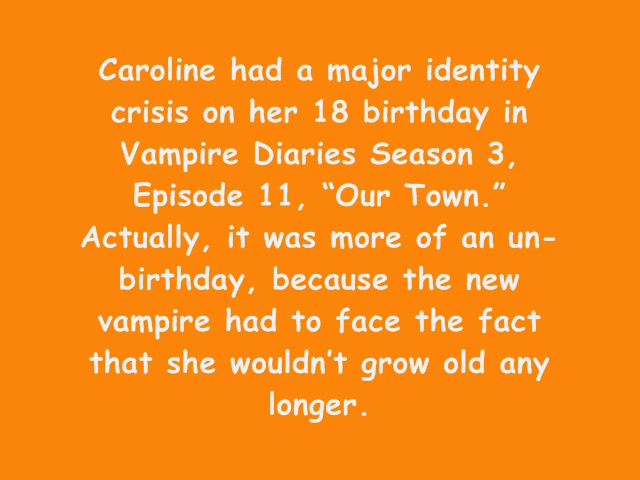 Caroline had a major identity
crisis on her 18 birthday in
Vampire Diaries Season 3,
Episode 11, “Our Town.”
Actually, it was more of an un-
birthday, because the new
vampire had to face the fact
that she wouldn’t grow old any
longer.